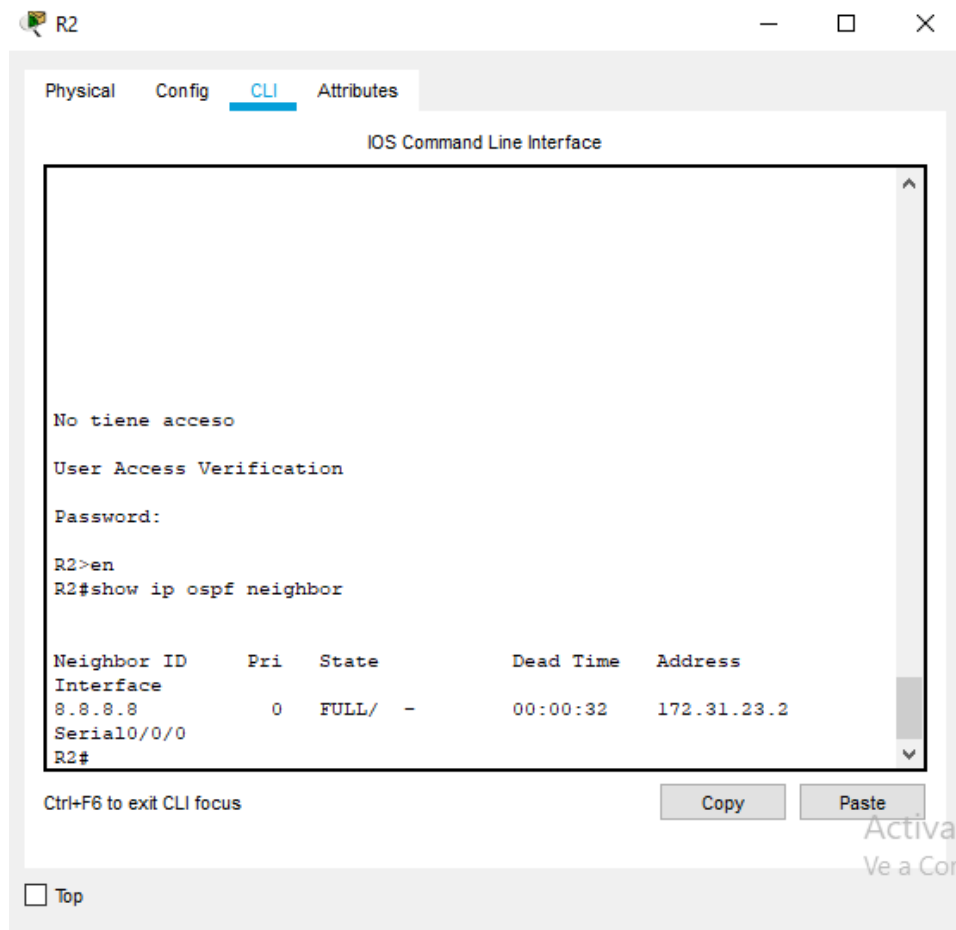 R2
Physical Config CLI Attributes
IOS Command Line Interface
No tiene acceso
User Access Verification
Password:
R2>en
R2#show ip ospf neighbor
Neighbor ID Pri State Dead Time Address
Interface
8.8.8.8 0 FULL/ - 00:00:32 172.31.23.2
Serial0/0/0
R2#
Ctrl+F6 to exit CLI focus
Copy Paste
Activa
Ve a Con
Top